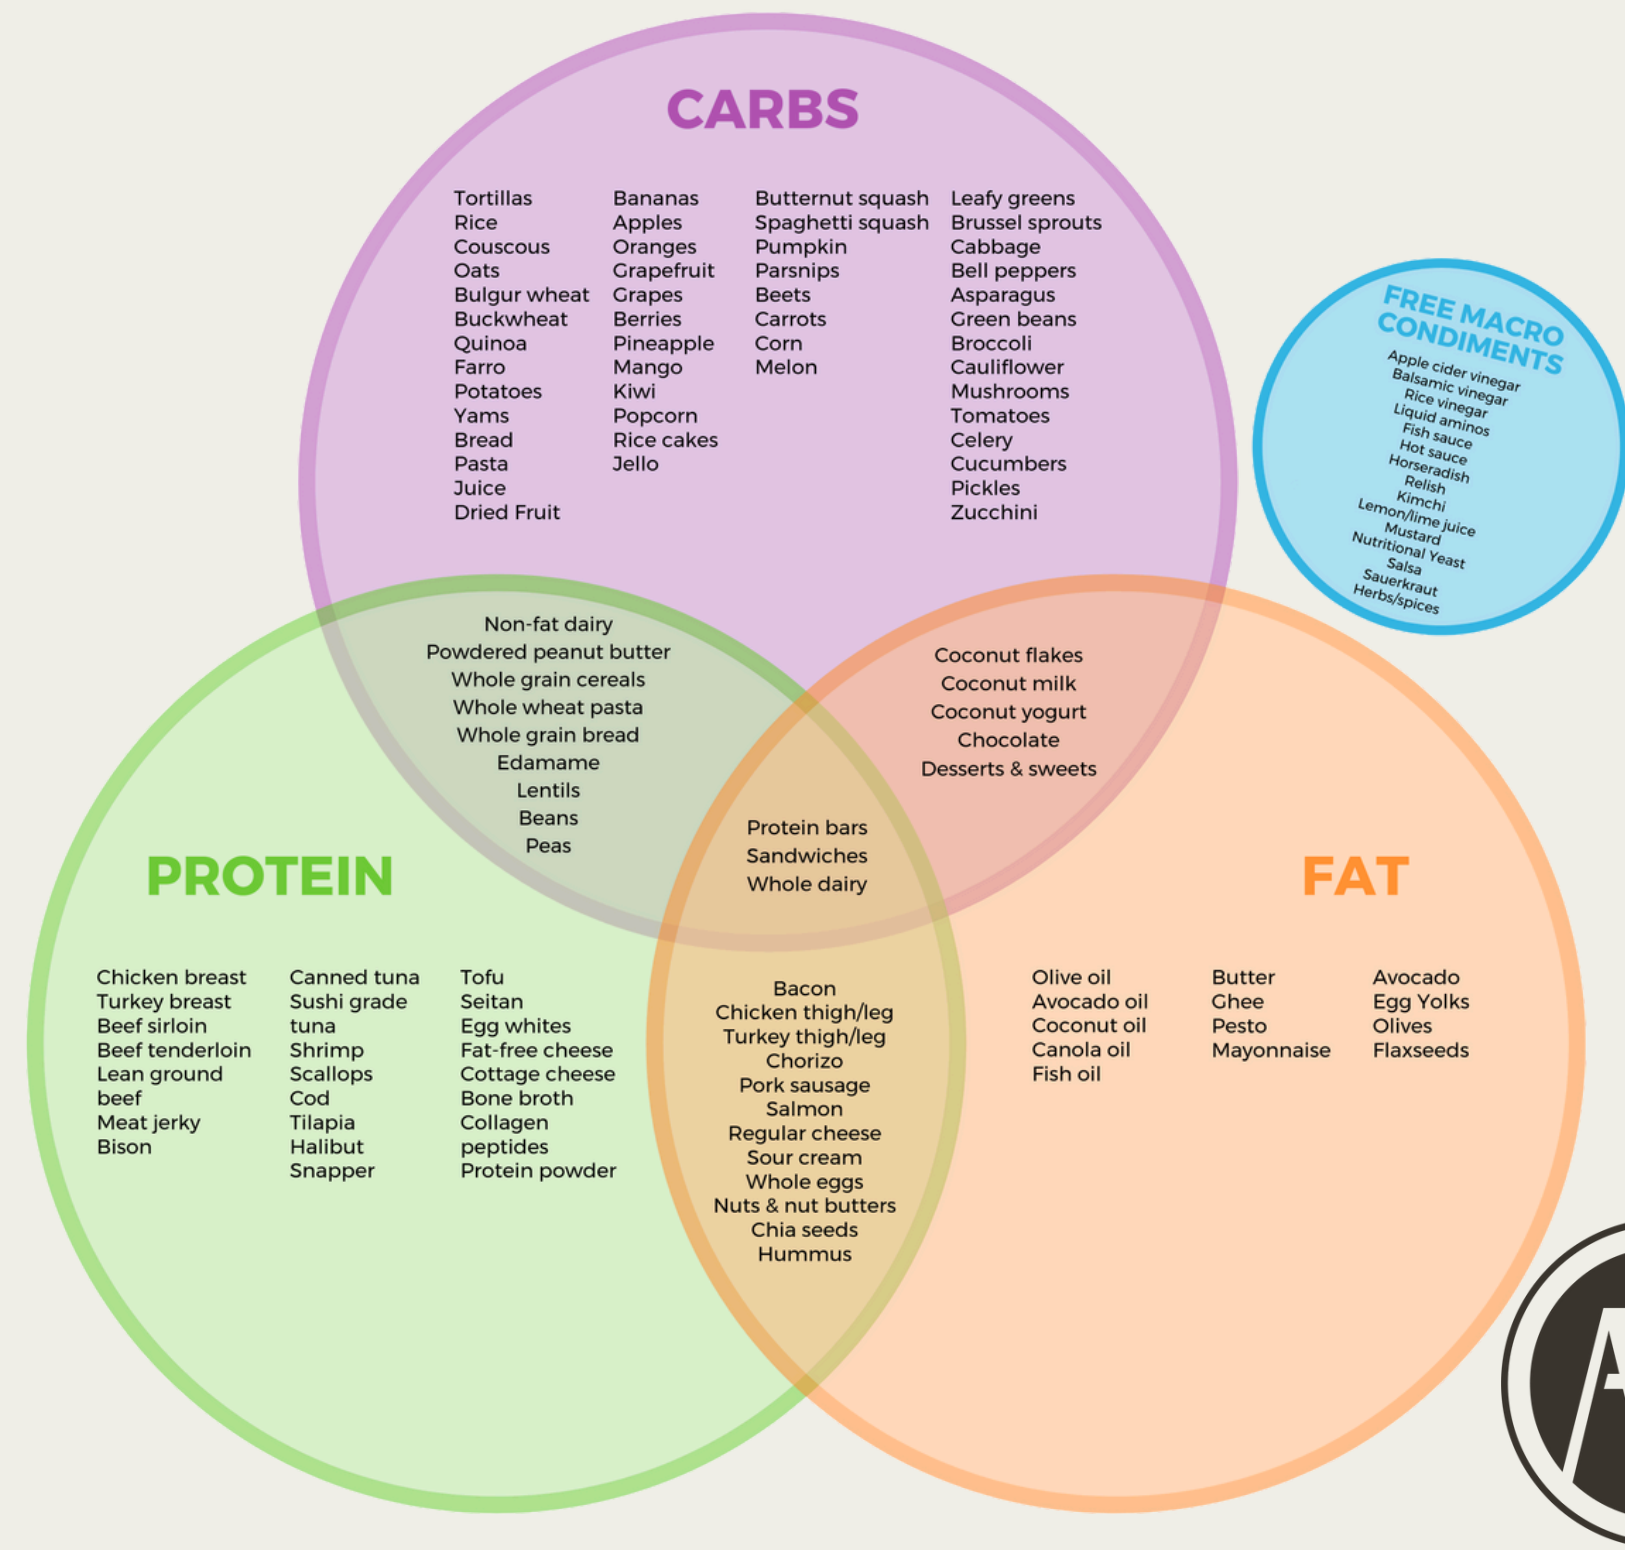 CARBS
Tortillas
Rice
Couscous
Oats
Bulgur wheat
Buckwheat
Quinoa
Farro
Potatoes
Yams
Bread
Pasta
Juice
Dried Fruit
Bananas
Apples
Oranges
Grapefruit
Grapes
Berries
Pineapple
Mango
Kiwi
Popcorn
Rice cakes
Jello
Butternut squash
Spaghetti squash
Pumpkin
Parsnips
Beets
Carrots
Corn
Melon
Leafy greens
Brussel sprouts
Cabbage
Bell peppers
Asparagus
Green beans
Broccoli
Cauliflower
Mushrooms
Tomatoes
Celery
Cucumbers
Pickles
Zucchini
FREE MACRO
CONDIMENTS
Apple cider vinegar
Balsamic vinegar
Rice vinegar
Liquid aminos
Fish sauce
Hot sauce
Horseradish
Relish
Kimchi
Lemon/lime juice
Mustard
Nutritional Yeast
Salsa
Sauerkraut
Herbs/spices
Non-fat dairy
Powdered peanut butter
Whole grain cereals
Whole wheat pasta
Whole grain bread
Edamame
Lentils
Beans
Peas
Coconut flakes
Coconut milk
Coconut yogurt
Chocolate
Desserts & sweets
Protein bars
Sandwiches
Whole dairy
PROTEIN
Chicken breast
Turkey breast
Beef sirloin
Beef tenderloin
Lean ground
beef
Meat jerky
Bison
Canned tuna
Sushi grade
tuna
Shrimp
Scallops
Cod
Tilapia
Halibut
Snapper
Tofu
Seitan
Egg whites
Fat-free cheese
Cottage cheese
Bone broth
Collagen
peptides
Protein powder
Bacon
Chicken thigh/leg
Turkey thigh/leg
Chorizo
Pork sausage
Salmon
Regular cheese
Sour cream
Whole eggs
Nuts & nut butters
Chia seeds
Hummus
FAT
Olive oil
Avocado oil
Coconut oil
Canola oil
Fish oil
Butter
Ghee
Pesto
Mayonnaise
Avocado
Egg Yolks
Olives
Flaxseeds